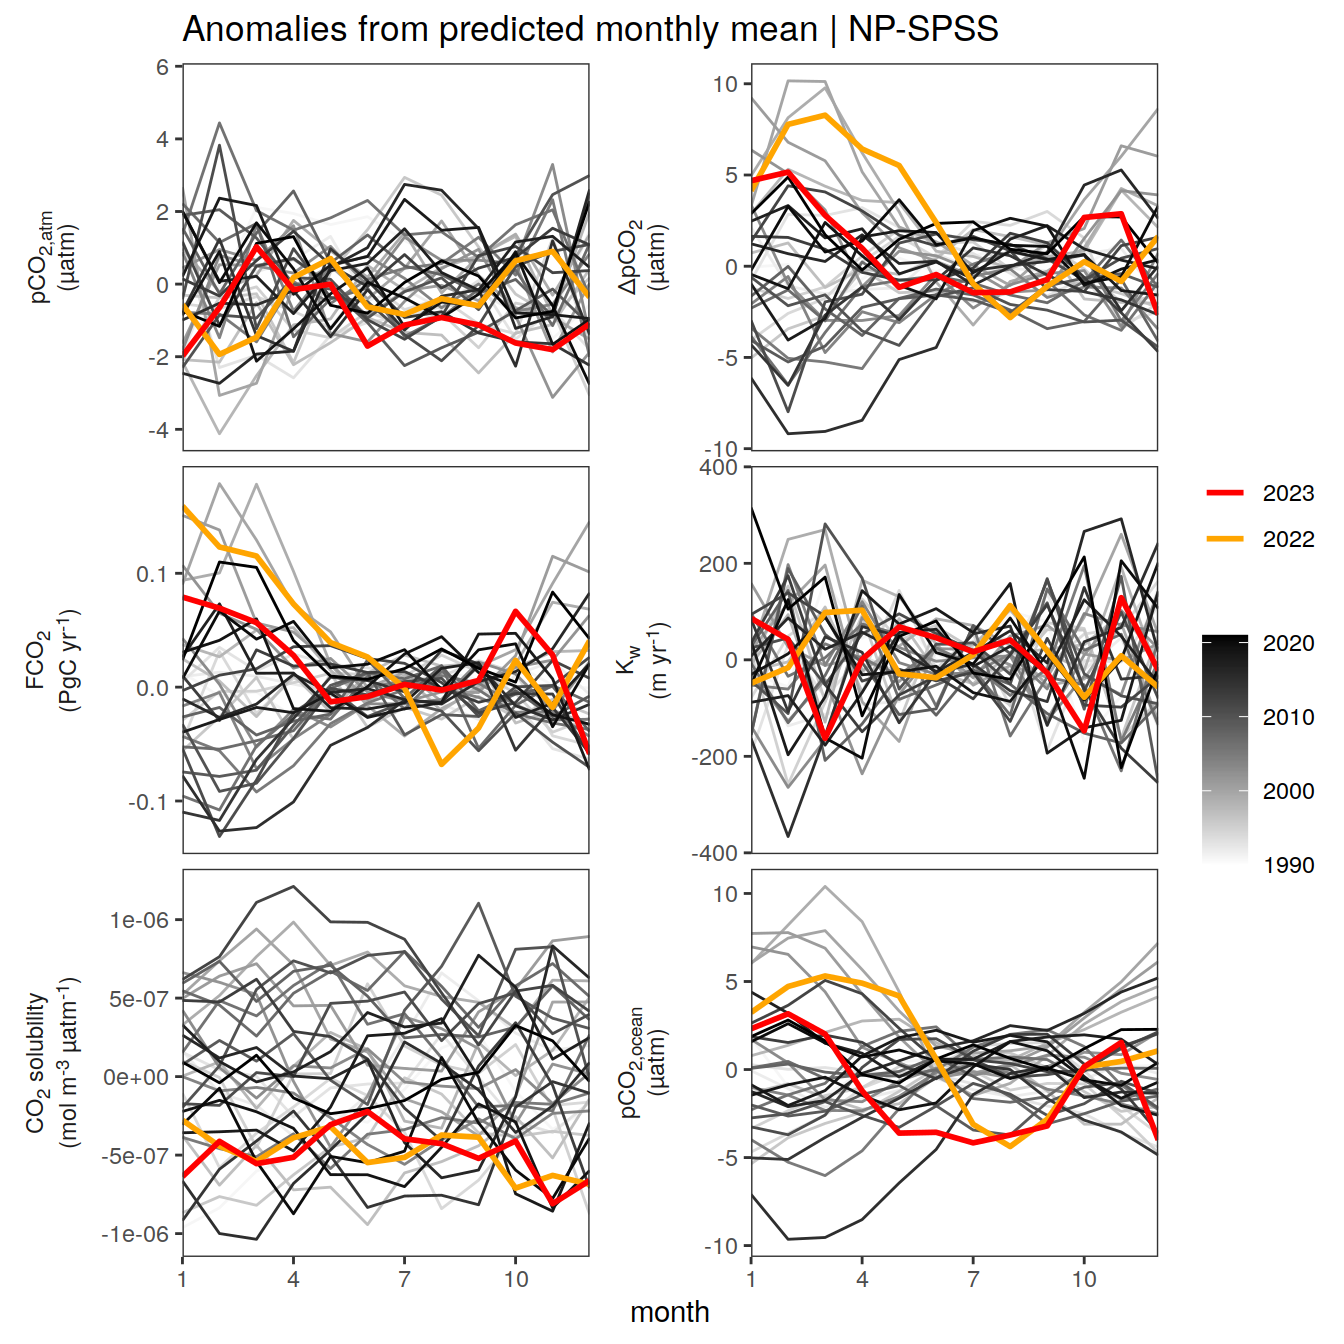 Anomalies from predicted monthly mean | NP-SPSS
pCO2,atm
(µatm)
6
4
2
0
-2
-4
ΔpCO2
(µatm)
10
5
0
-5
-10
FCO2
(PgC yr-1)
0.1
0.0
-0.1
Kw
(m yr-1)
400
200
0
-200
-400
CO2 solubility
(mol m-3 µatm-1)
1e-06
5e-07
0e+00
-5e-07
-1e-06
pCO2,ocean
(µatm)
10
5
0
-5
-10
1 4 7 10
1 4 7 10
month
2023
2022
2020
2010
2000
1990